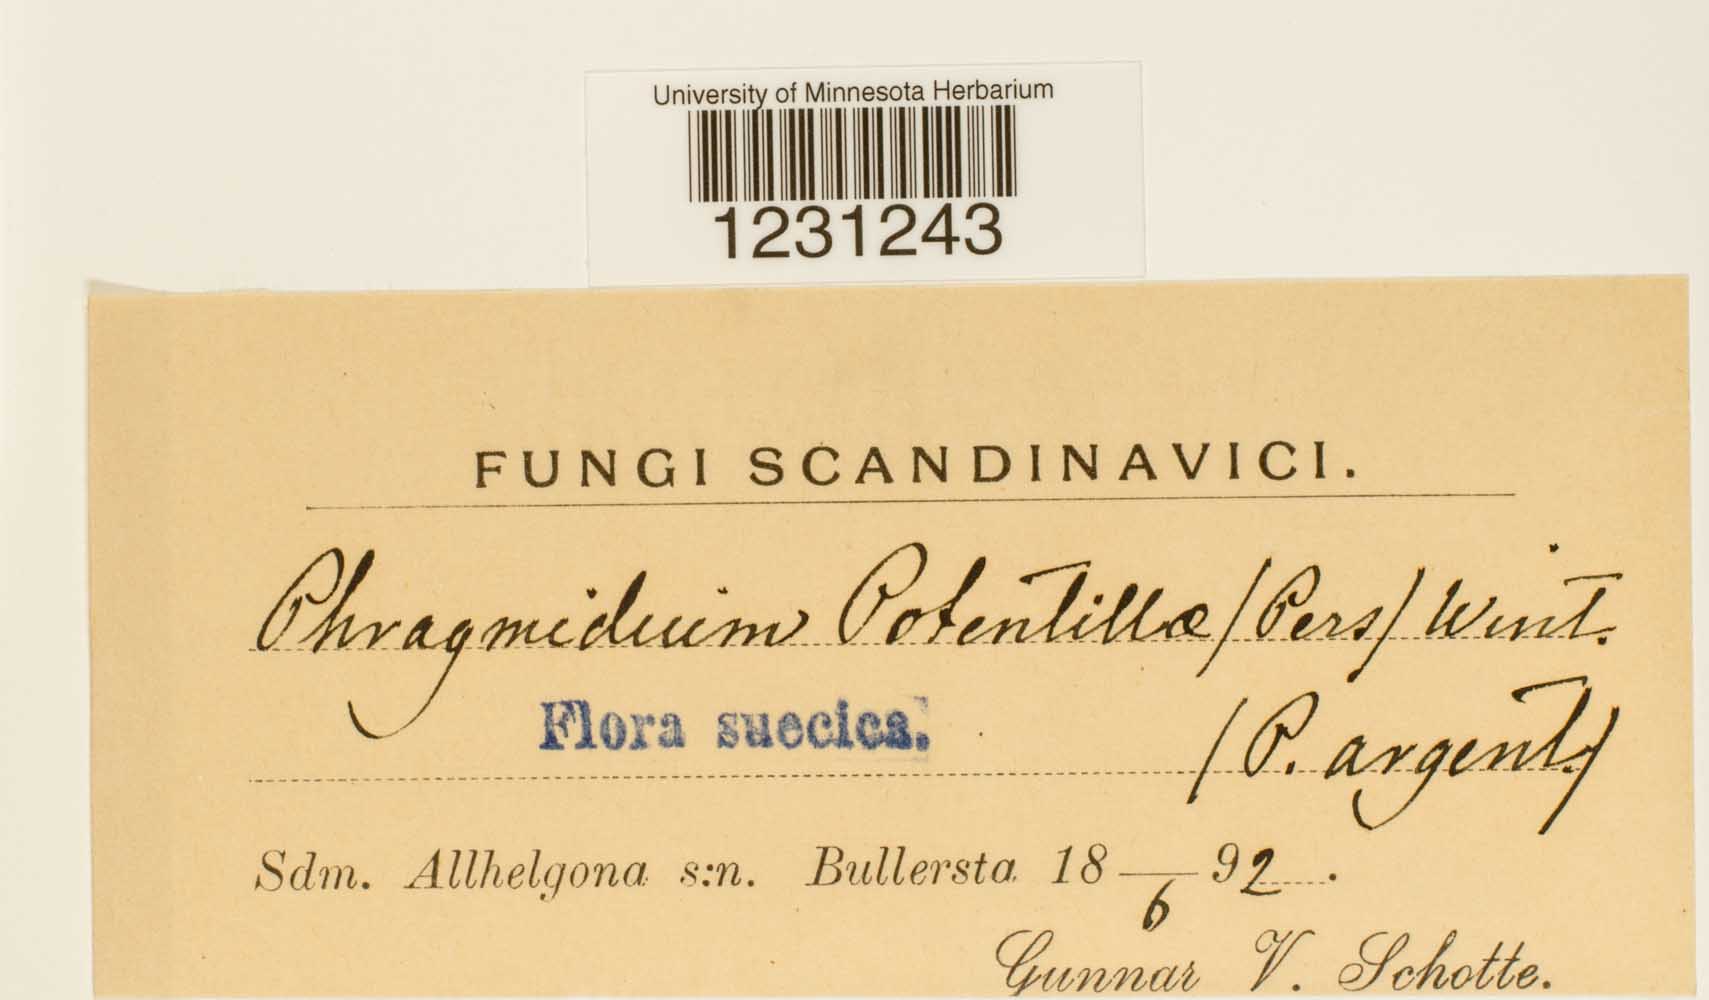 University of Minnesota Herbarium
1231243
FUNGI SCANDINAVICI.
Phragmidium Potentillæ (Pers) Wint.
Flora suecica.
(P. argent.)
Sdm. Allhelgona s:n. Bullersta 18 — 92.
6
Gunnar V. Schotte.